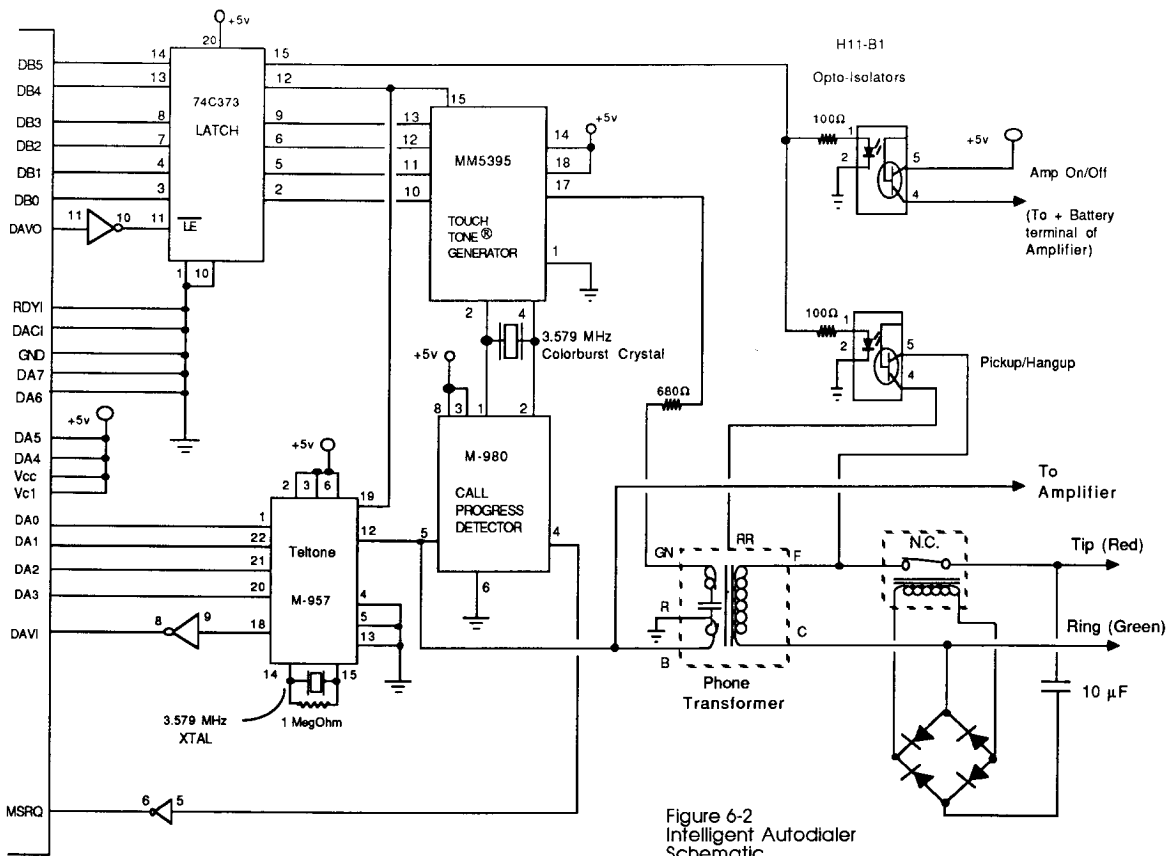 +5v
20
H11-B1
Opto-Isolators
DB5 14 15
DB4 13 12
74C373
LATCH
DB3 8 9 13
DB2 7 6 12
DB1 4 5 11
DB0 3 2 10
DAVO 11 10 11
LE
1 10
15
MM5395
TOUCH
TONE®
GENERATOR
14
18
17
1
+5v
2 4
3.579 MHz
Colorburst Crystal
100Ω 1
2
5
4
+5v
Amp On/Off
(To + Battery
terminal of
Amplifier)
RDYI
DACI
GND
DA7
DA6
+5v
DA5
DA4
Vcc
Vc1
100Ω 1
2
5
4
Pickup/Hangup
680Ω
+5v
8 3 1 2
M-980
CALL
PROGRESS
DETECTOR
5 4
6
+5v
2 3 6
19
12
DA0 1
DA1 22
DA2 21
DA3 20
DAVI 8 9 18
Teltone
M-957
4
5
13
14 15
3.579 MHz
XTAL
1 MegOhm
To
Amplifier
GN RR F
R
B C
Phone
Transformer
N.C.
Tip (Red)
Ring (Green)
10 µF
MSRQ 6 5
Figure 6-2
Intelligent Autodialer
Schematic